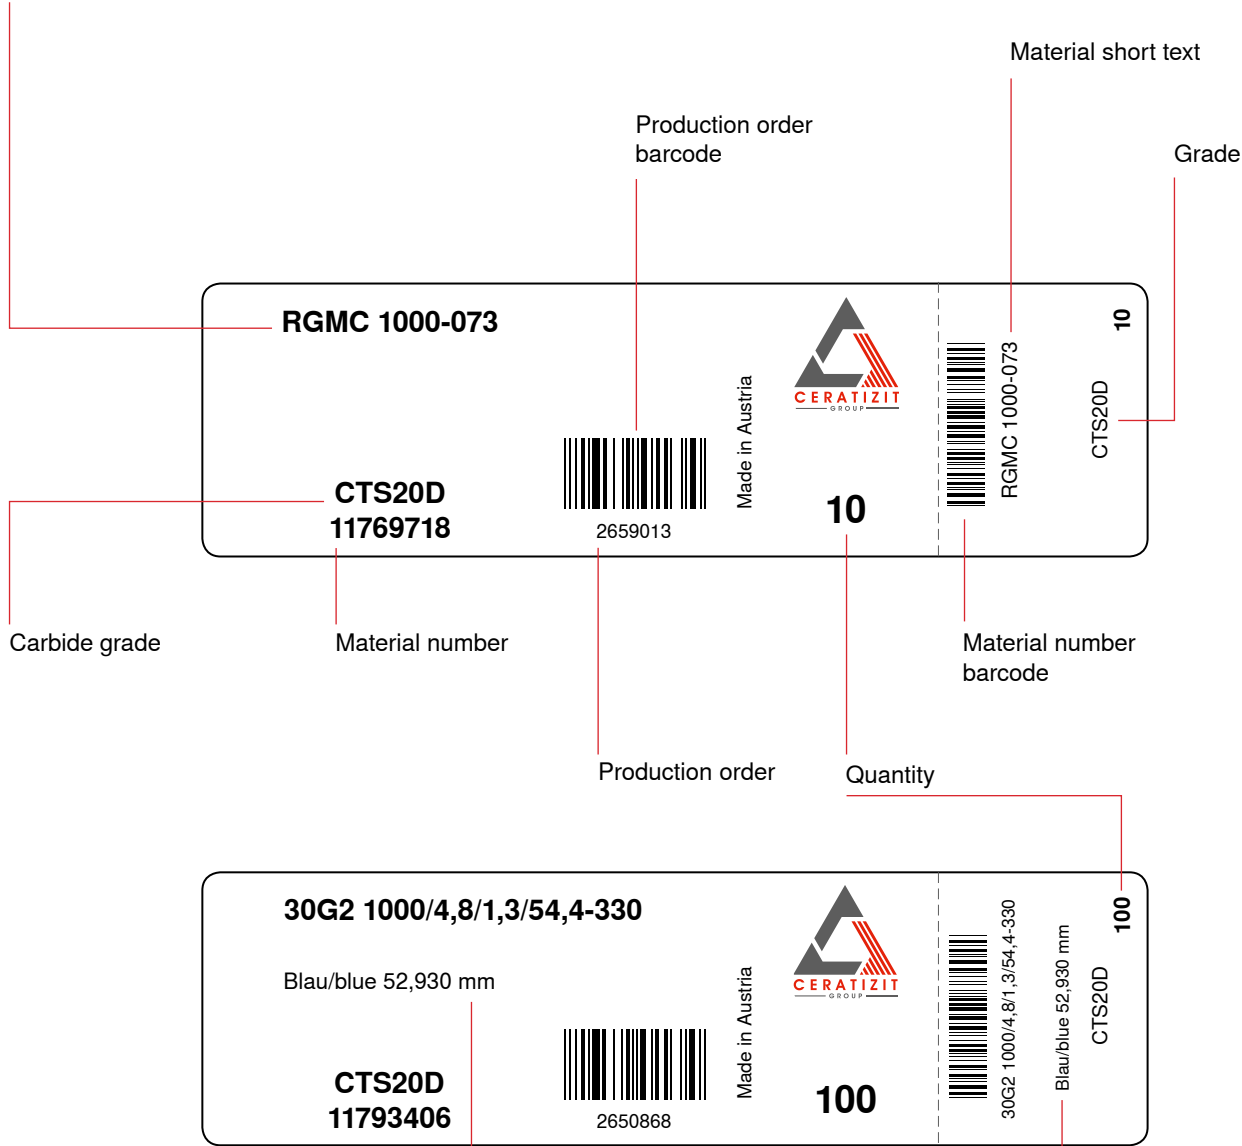 Material short text
Production order
barcode
Grade
RGMC 1000-073
CTS20D
11769718
2659013
Made in Austria
CERATIZIT
GROUP
10
RGMC 1000-073
CTS20D
10
Carbide grade
Material number
Material number
barcode
Production order
Quantity
30G2 1000/4,8/1,3/54,4-330
Blau/blue 52,930 mm
CTS20D
11793406
2650868
Made in Austria
CERATIZIT
GROUP
100
30G2 1000/4,8/1,3/54,4-330
Blau/blue 52,930 mm
CTS20D
100